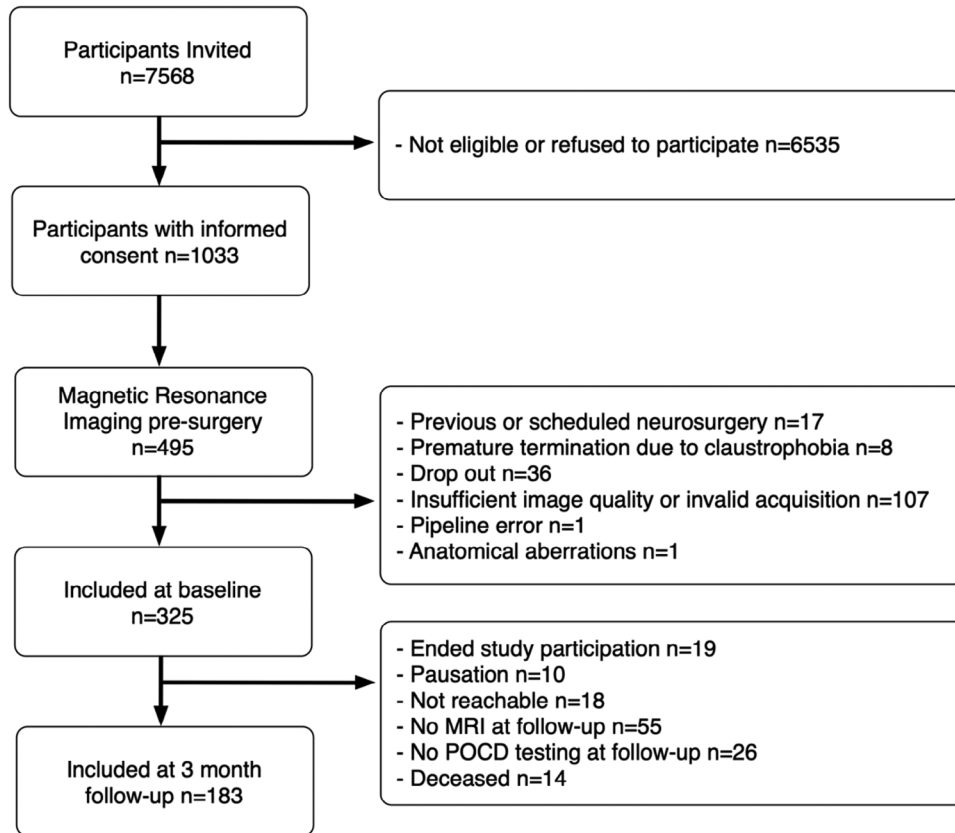 Participants Invited
n=7568
- Not eligible or refused to participate n=6535
Participants with informed
consent n=1033
Magnetic Resonance
Imaging pre-surgery
n=495
- Previous or scheduled neurosurgery n=17
- Premature termination due to claustrophobia n=8
- Drop out n=36
- Insufficient image quality or invalid acquisition n=107
- Pipeline error n=1
- Anatomical aberrations n=1
Included at baseline
n=325
- Ended study participation n=19
- Pausation n=10
- Not reachable n=18
- No MRI at follow-up n=55
- No POCD testing at follow-up n=26
- Deceased n=14
Included at 3 month
follow-up n=183